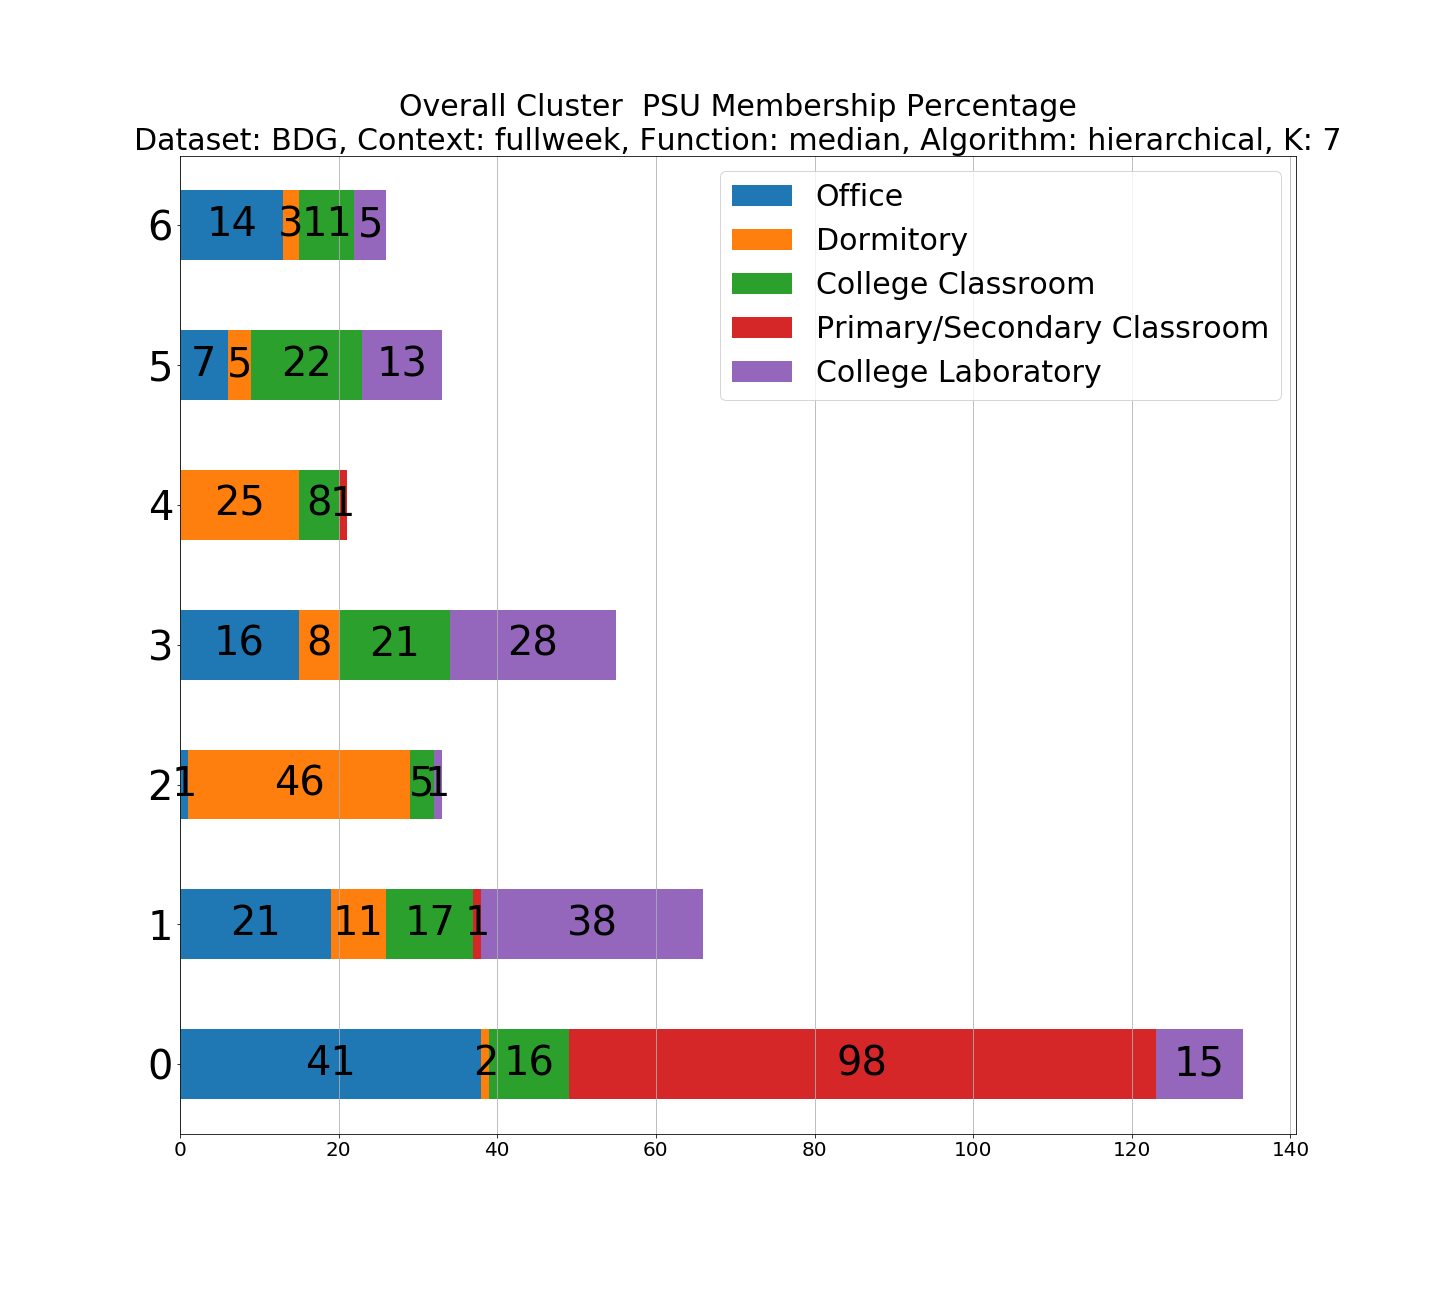 Overall Cluster  PSU Membership Percentage
Dataset: BDG, Context: fullweek, Function: median, Algorithm: hierarchical, K: 7
Office
Dormitory
College Classroom
Primary/Secondary Classroom
College Laboratory
6 14 3 11 5
5 7 5 22 13
4 25 8 1
3 16 8 21 28
2 1 46 5 1
1 21 11 17 1 38
0 41 2 16 98 15
0 20 40 60 80 100 120 140